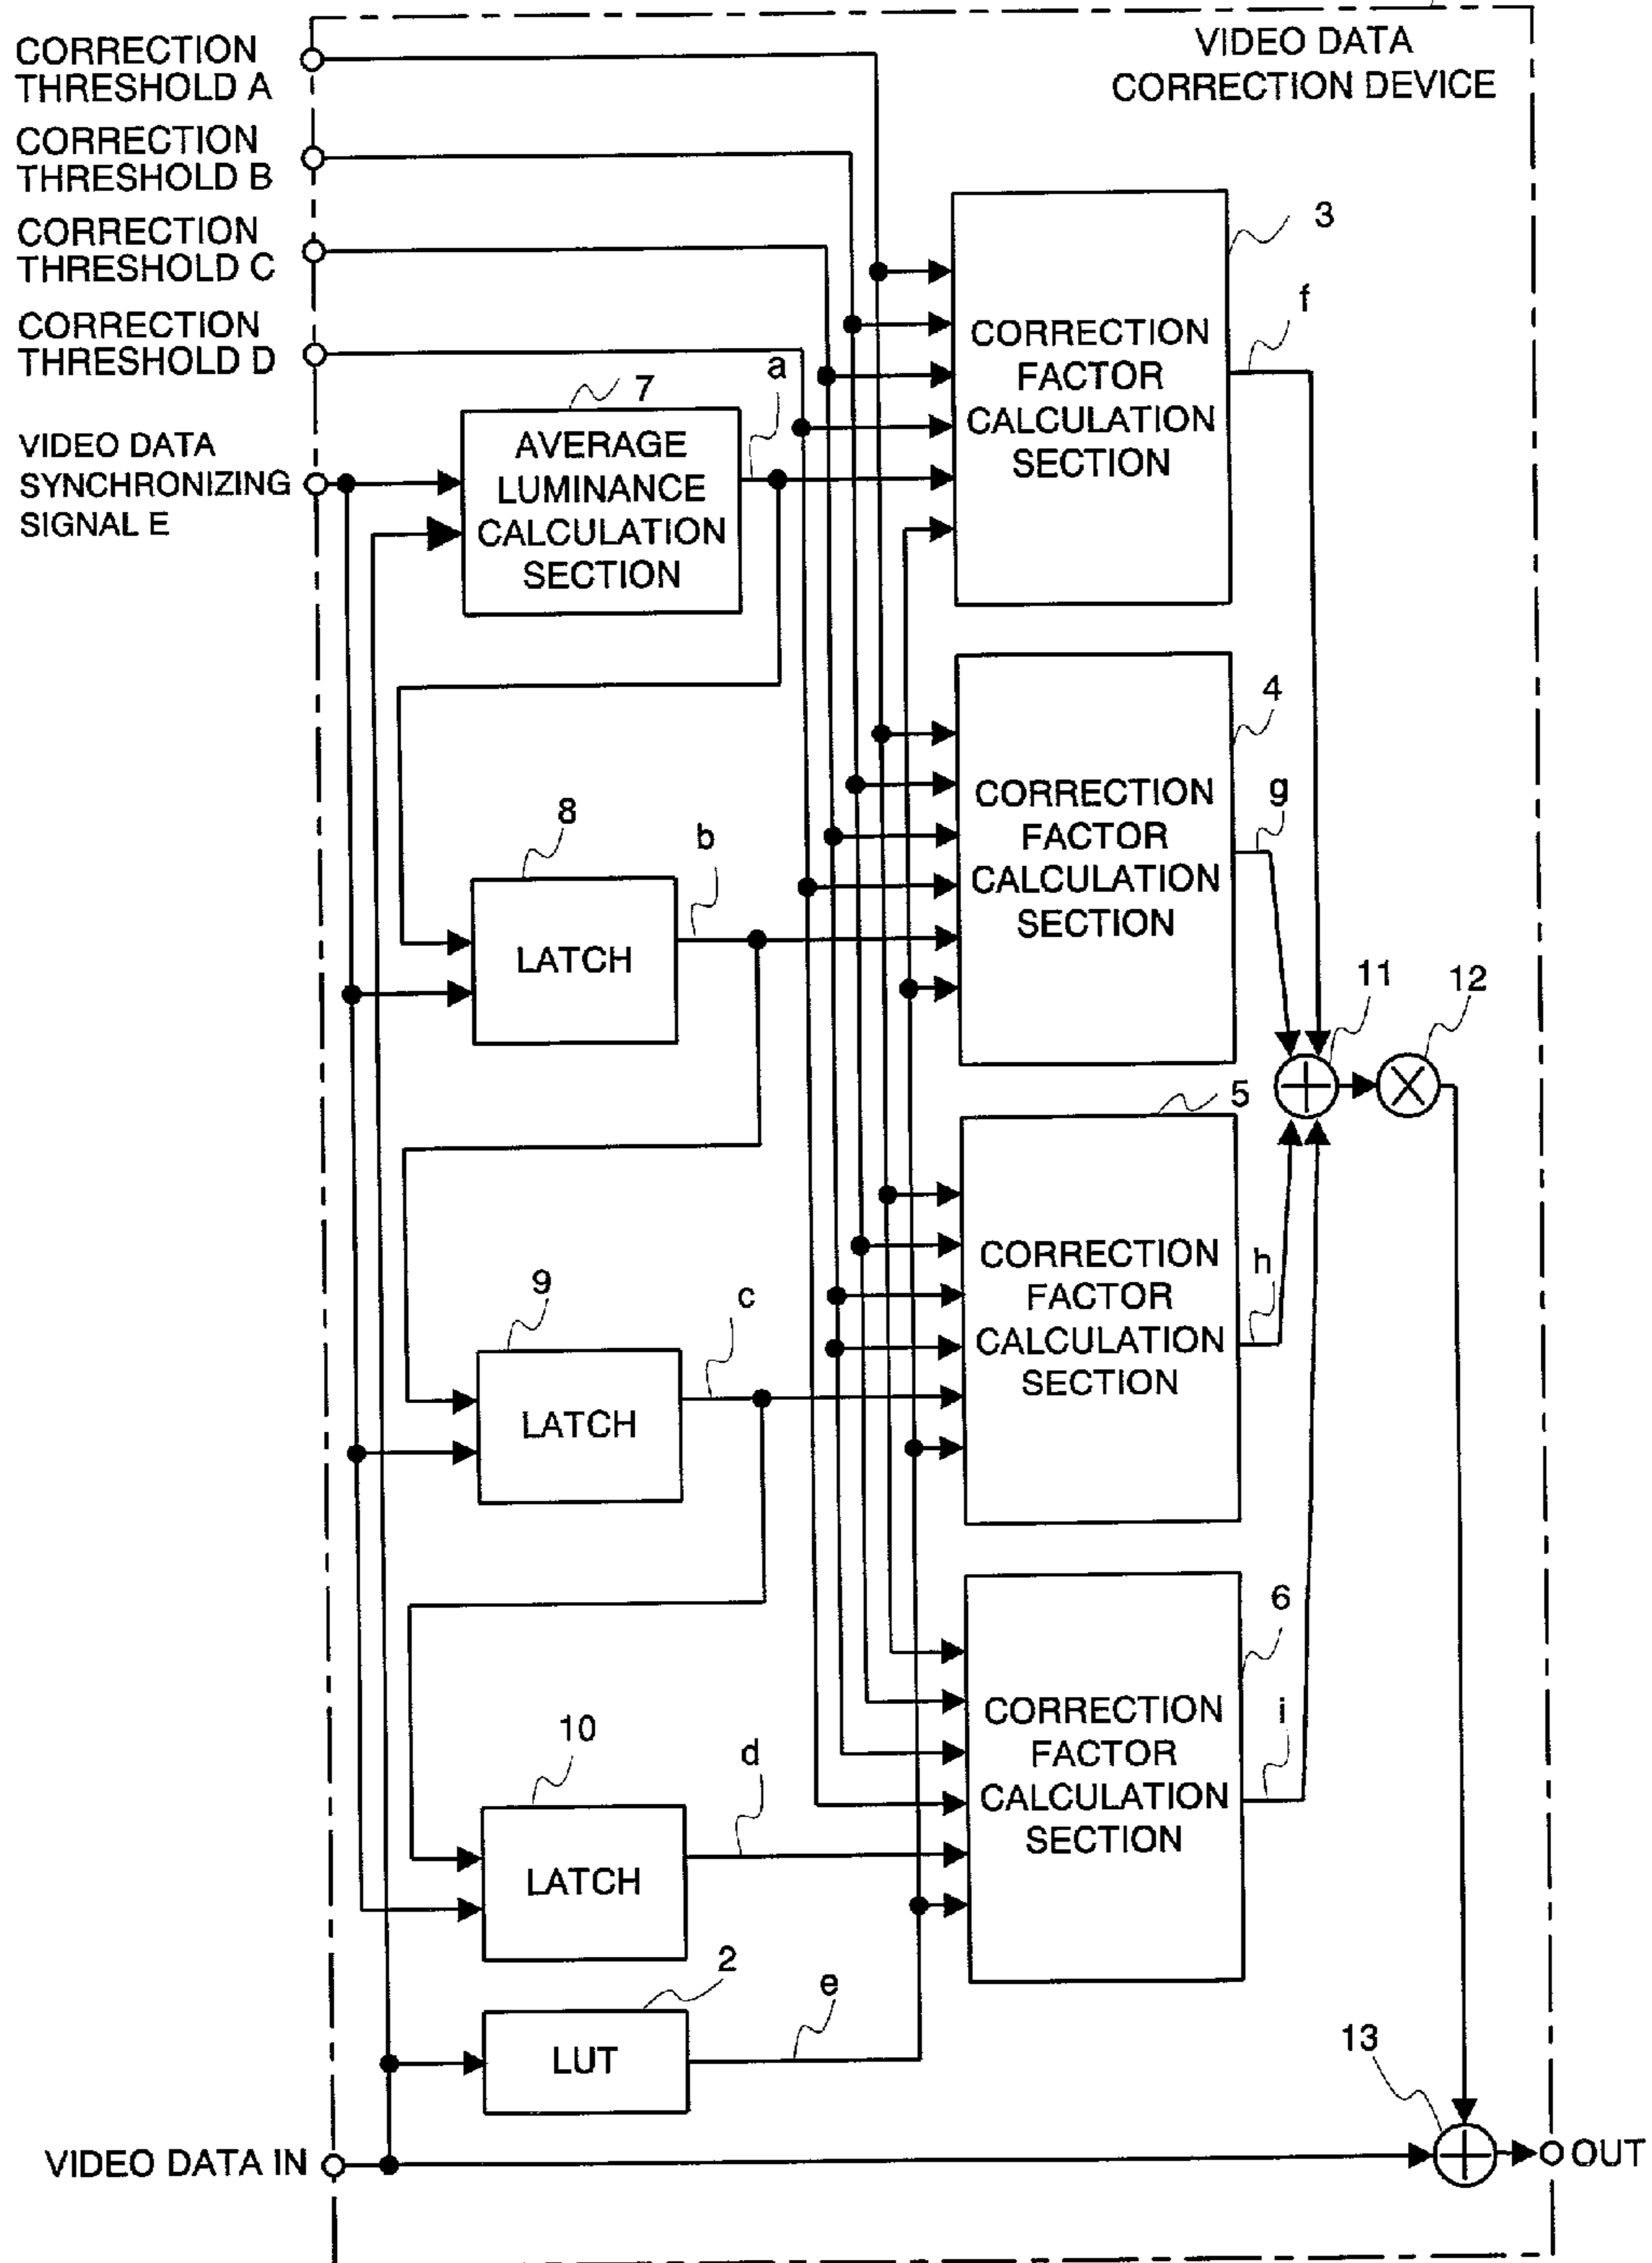 CORRECTION
THRESHOLD A
CORRECTION
THRESHOLD B
CORRECTION
THRESHOLD C
CORRECTION
THRESHOLD D
VIDEO DATA
SYNCHRONIZING
SIGNAL E
VIDEO DATA
CORRECTION DEVICE
7
AVERAGE
LUMINANCE
CALCULATION
SECTION
a
3
CORRECTION
FACTOR
CALCULATION
SECTION
f
8
LATCH
b
4
CORRECTION
FACTOR
CALCULATION
SECTION
g
11
12
9
LATCH
c
5
CORRECTION
FACTOR
CALCULATION
SECTION
h
10
LATCH
d
6
CORRECTION
FACTOR
CALCULATION
SECTION
i
2
LUT
e
13
VIDEO DATA IN
OUT